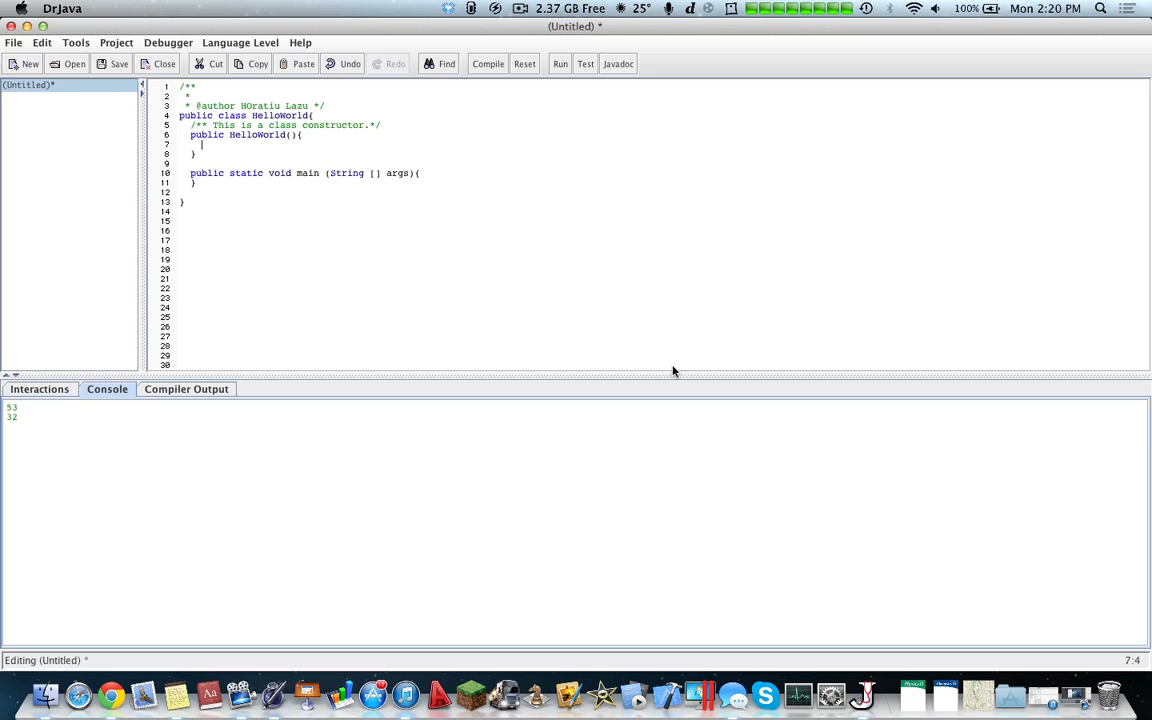 DrJava 2.37 GB Free 25° 100% Mon 2:20 PM
(Untitled) *
File Edit Tools Project Debugger Language Level Help
New Open Save Close Cut Copy Paste Undo Redo Find Compile Reset Run Test Javadoc
(Untitled)*
1 /**
2 *
3 * @author HOratiu Lazu */
4 public class HelloWorld{
5 /** This is a class constructor.*/
6 public HelloWorld(){
7
8 }
9
10 public static void main (String [] args){
11 }
12
13 }
14
15
16
17
18
19
20
21
22
23
24
25
26
27
28
29
30
Interactions Console Compiler Output
53
32
Editing (Untitled) * 7:4